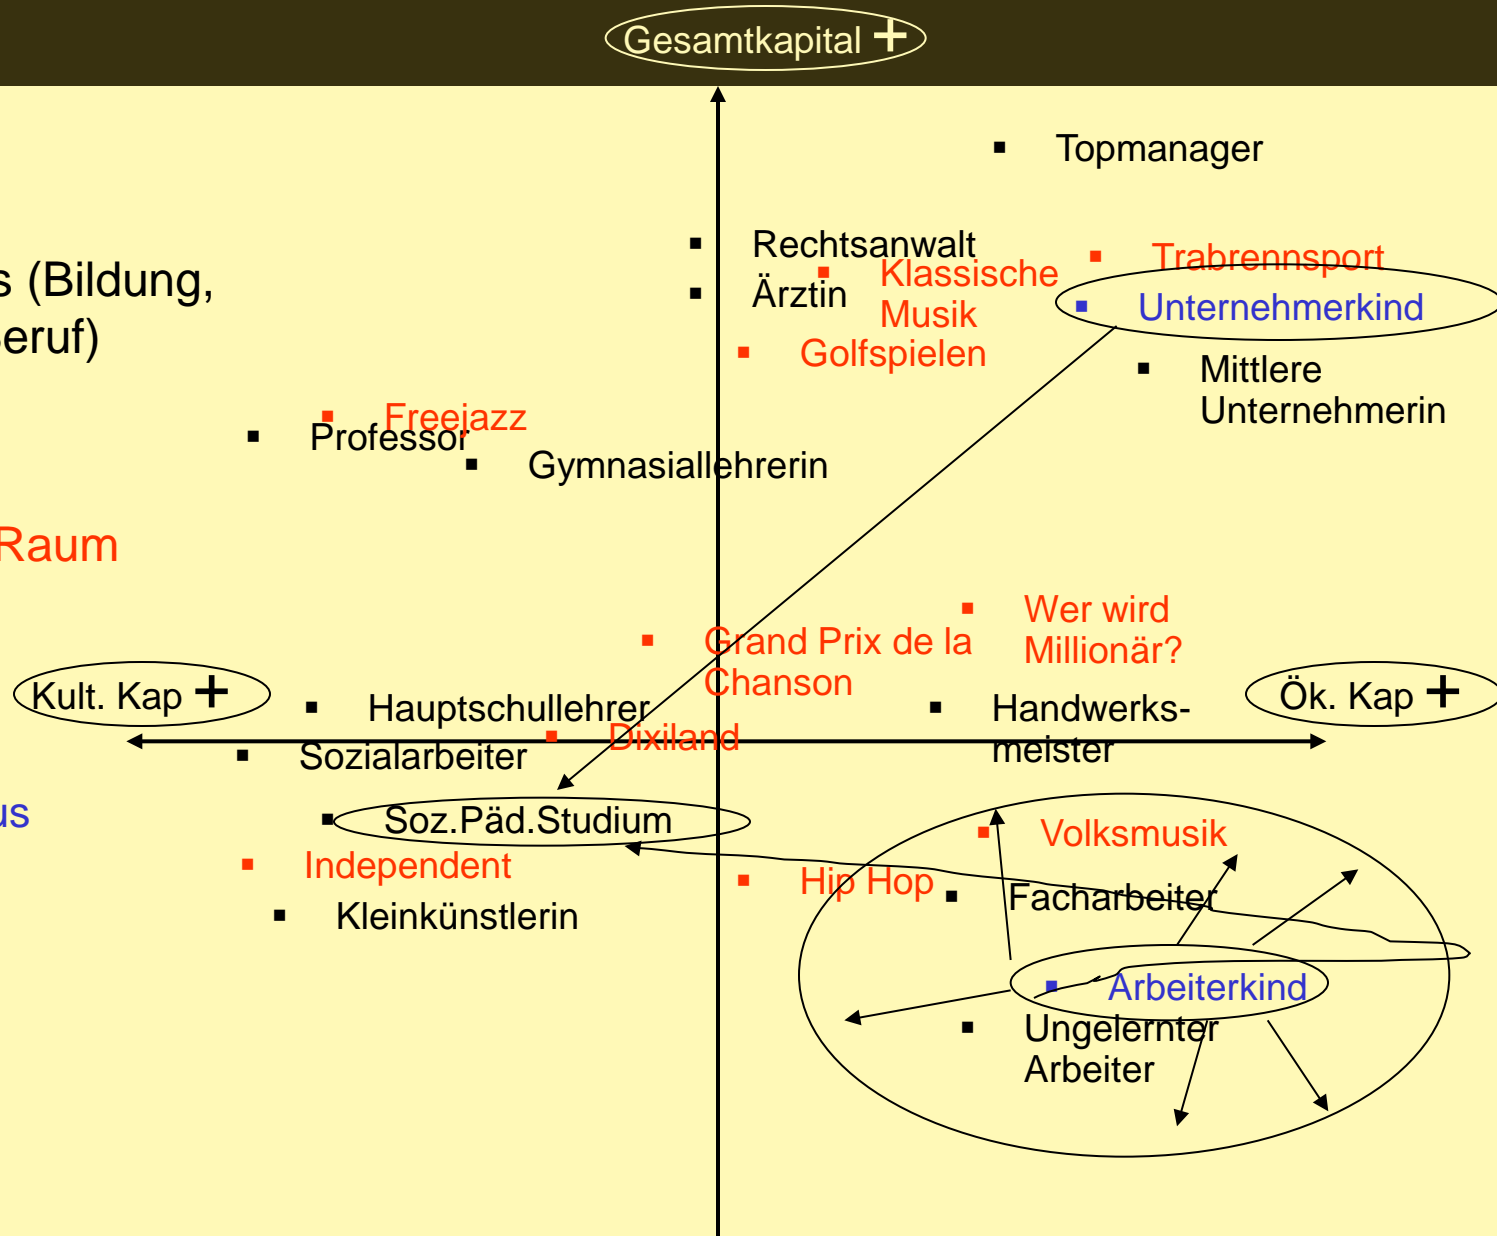 Gesamtkapital +
Topmanager
Rechtsanwalt
Trabrennsport
Klassische
Musik
Ärztin
Unternehmerkind
s (Bildung,
eruf)
Golfspielen
Mittlere
Unternehmerin
Freejazz
Professor
Gymnasiallehrerin
Raum
Wer wird
Millionär?
Grand Prix de la
Chanson
Kult. Kap +
Ök. Kap +
Hauptschullehrer
Handwerks-
meister
Dixiland
Sozialarbeiter
us
Soz.Päd.Studium
Volksmusik
Independent
Hip Hop
Facharbeiter
Kleinkünstlerin
Arbeiterkind
Ungelernter
Arbeiter